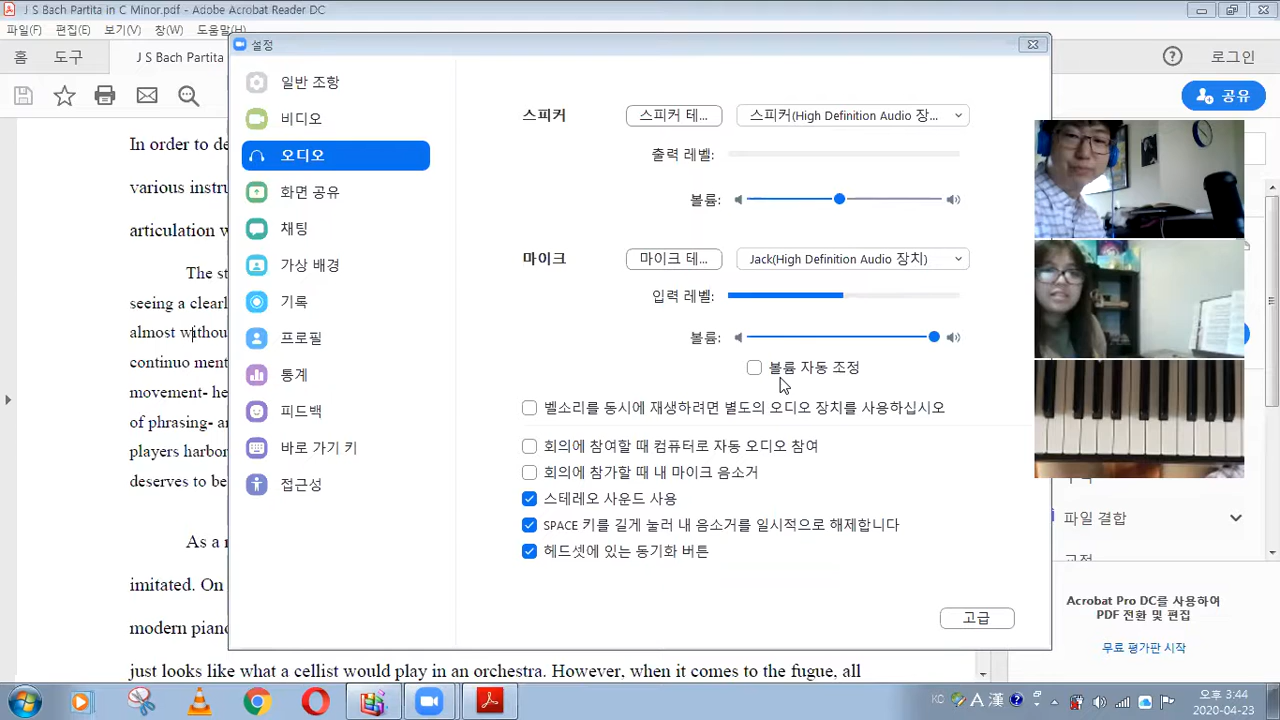 J S Bach Partita in C Minor.pdf - Adobe Acrobat Reader DC
파일(F) 편집(E) 보기(V) 창(W) 도움말(H)
홈 도구 J S Bach Partita 로그인
공유
설정
일반 조항
비디오
오디오
화면 공유
채팅
가상 배경
기록
프로필
통계
피드백
바로 가기 키
접근성
스피커 스피커 테... 스피커(High Definition Audio 장...
출력 레벨:
볼륨:
마이크 마이크 테... Jack(High Definition Audio 장치)
입력 레벨:
볼륨:
볼륨 자동 조정
벨소리를 동시에 재생하려면 별도의 오디오 장치를 사용하십시오
회의에 참여할 때 컴퓨터로 자동 오디오 참여
회의에 참가할 때 내 마이크 음소거
스테레오 사운드 사용
SPACE 키를 길게 눌러 내 음소거를 일시적으로 해제합니다
헤드셋에 있는 동기화 버튼
고급
In order to de
various instru
articulation w
The st
seeing a clearl
almost withou
continuo ment
movement- he
of phrasing- an
players harbor
deserves to be
As a
imitated. On
modern piano
just looks like what a cellist would play in an orchestra. However, when it comes to the fugue, all
파일 결합
Acrobat Pro DC를 사용하여
PDF 전환 및 편집
무료 평가판 시작
KC A 漢
오후 3:44
2020-04-23